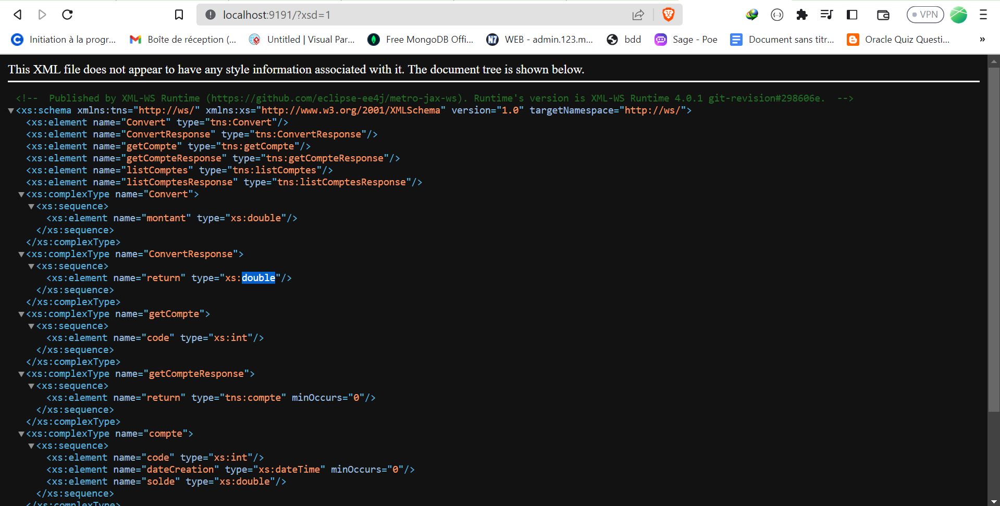 localhost:9191/?xsd=1
VPN
Initiation à la progr... Boîte de réception (... Untitled | Visual Par... Free MongoDB Offi... WEB - admin.123.m... bdd Sage - Poe Document sans titr... Oracle Quiz Questi... »
This XML file does not appear to have any style information associated with it. The document tree is shown below.
<!-- Published by XML-WS Runtime (https://github.com/eclipse-ee4j/metro-jax-ws). Runtime's version is XML-WS Runtime 4.0.1 git-revision#298606e. -->
▼<xs:schema xmlns:tns="http://ws/" xmlns:xs="http://www.w3.org/2001/XMLSchema" version="1.0" targetNamespace="http://ws/">
<xs:element name="Convert" type="tns:Convert"/>
<xs:element name="ConvertResponse" type="tns:ConvertResponse"/>
<xs:element name="getCompte" type="tns:getCompte"/>
<xs:element name="getCompteResponse" type="tns:getCompteResponse"/>
<xs:element name="listComptes" type="tns:listComptes"/>
<xs:element name="listComptesResponse" type="tns:listComptesResponse"/>
▼<xs:complexType name="Convert">
▼<xs:sequence>
<xs:element name="montant" type="xs:double"/>
</xs:sequence>
</xs:complexType>
▼<xs:complexType name="ConvertResponse">
▼<xs:sequence>
<xs:element name="return" type="xs:double"/>
</xs:sequence>
</xs:complexType>
▼<xs:complexType name="getCompte">
▼<xs:sequence>
<xs:element name="code" type="xs:int"/>
</xs:sequence>
</xs:complexType>
▼<xs:complexType name="getCompteResponse">
▼<xs:sequence>
<xs:element name="return" type="tns:compte" minOccurs="0"/>
</xs:sequence>
</xs:complexType>
▼<xs:complexType name="compte">
▼<xs:sequence>
<xs:element name="code" type="xs:int"/>
<xs:element name="dateCreation" type="xs:dateTime" minOccurs="0"/>
<xs:element name="solde" type="xs:double"/>
</xs:sequence>
</xs:complexType>